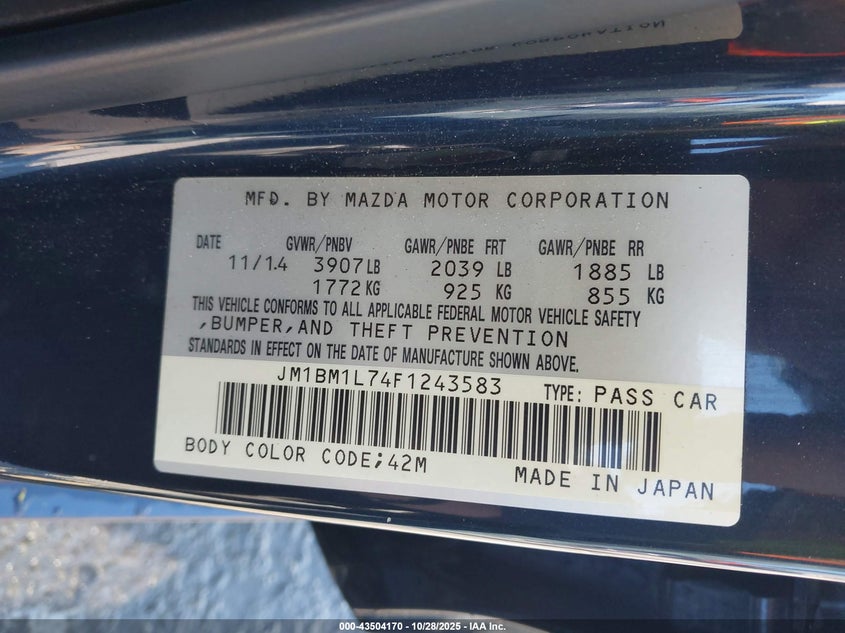 MFD. BY MAZDA MOTOR CORPORATION
DATE GVWR/PNBV GAWR/PNBE FRT GAWR/PNBE RR
11/14 3907LB 2039 LB 1885 LB
1772KG 925 KG 855 KG
THIS VEHICLE CONFORMS TO ALL APPLICABLE FEDERAL MOTOR VEHICLE SAFETY
,BUMPER,AND THEFT PREVENTION
STANDARDS IN EFFECT ON THE DATE OF MANUFACTURE SHOWN ABOVE.
JM1BM1L74F1243583 TYPE: PASS CAR
BODY COLOR CODE;42M
MADE IN JAPAN
000-43504170 - 10/28/2025 - IAA Inc.